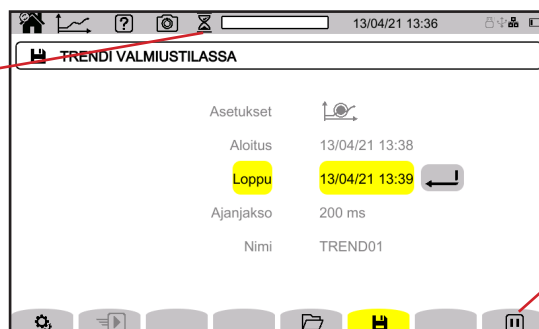 13/04/21 13:36
TRENDI VALMIUSTILASSA
Asetukset
Aloitus 13/04/21 13:38
Loppu 13/04/21 13:39
Ajanjakso 200 ms
Nimi TREND01